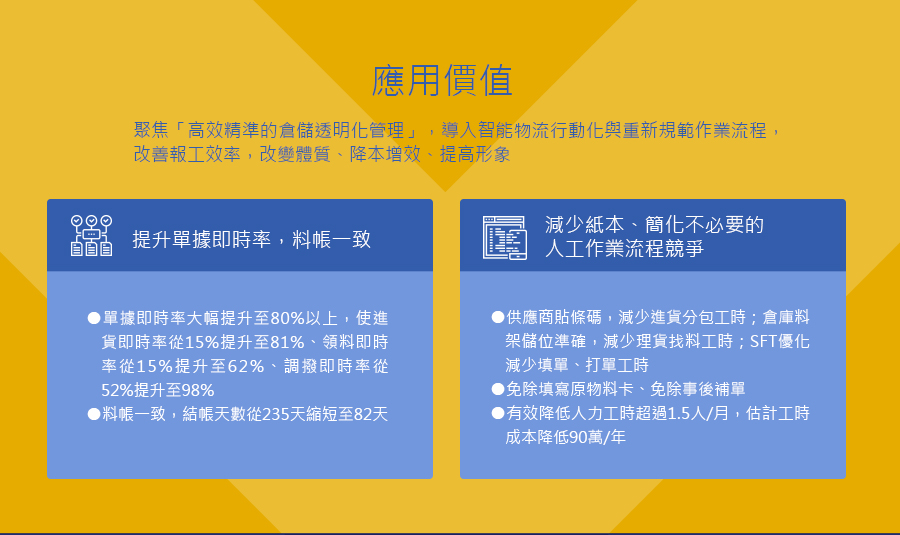 應用價值
聚焦「高效精準的倉儲透明化管理」，導入智能物流行動化與重新規範作業流程，
改善報工效率，改變體質、降本增效、提高形象
提升單據即時率，料帳一致
●單據即時率大幅提升至80%以上，使進
貨即時率從15%提升至81%、領料即時
率從15%提升至62%、調撥即時率從
52%提升至98%
●料帳一致，結帳天數從235天縮短至82天
減少紙本、簡化不必要的
人工作業流程競爭
●供應商貼條碼，減少進貨分包工時；倉庫料
架儲位準確，減少理貨找料工時；SFT優化
減少填單、打單工時
●免除填寫原物料卡、免除事後補單
●有效降低人力工時超過1.5人/月，估計工時
成本降低90萬/年